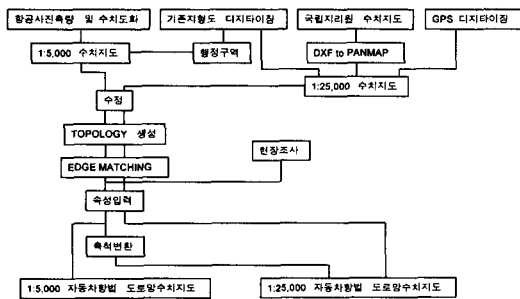 항공사진측량 및 수치도화
기존지형도 디지타이징
국립지리원 수치지도
GPS 디지타이징
1:5,000 수치지도
행정구역
DXF to PANMAP
1:25,000 수치지도
수정
TOPOLOGY 생성
현장조사
EDGE MATCHING
속성입력
축척변환
1:5,000 자동차항법 도로망수치지도
1:25,000 자동차항법 도로망수치지도